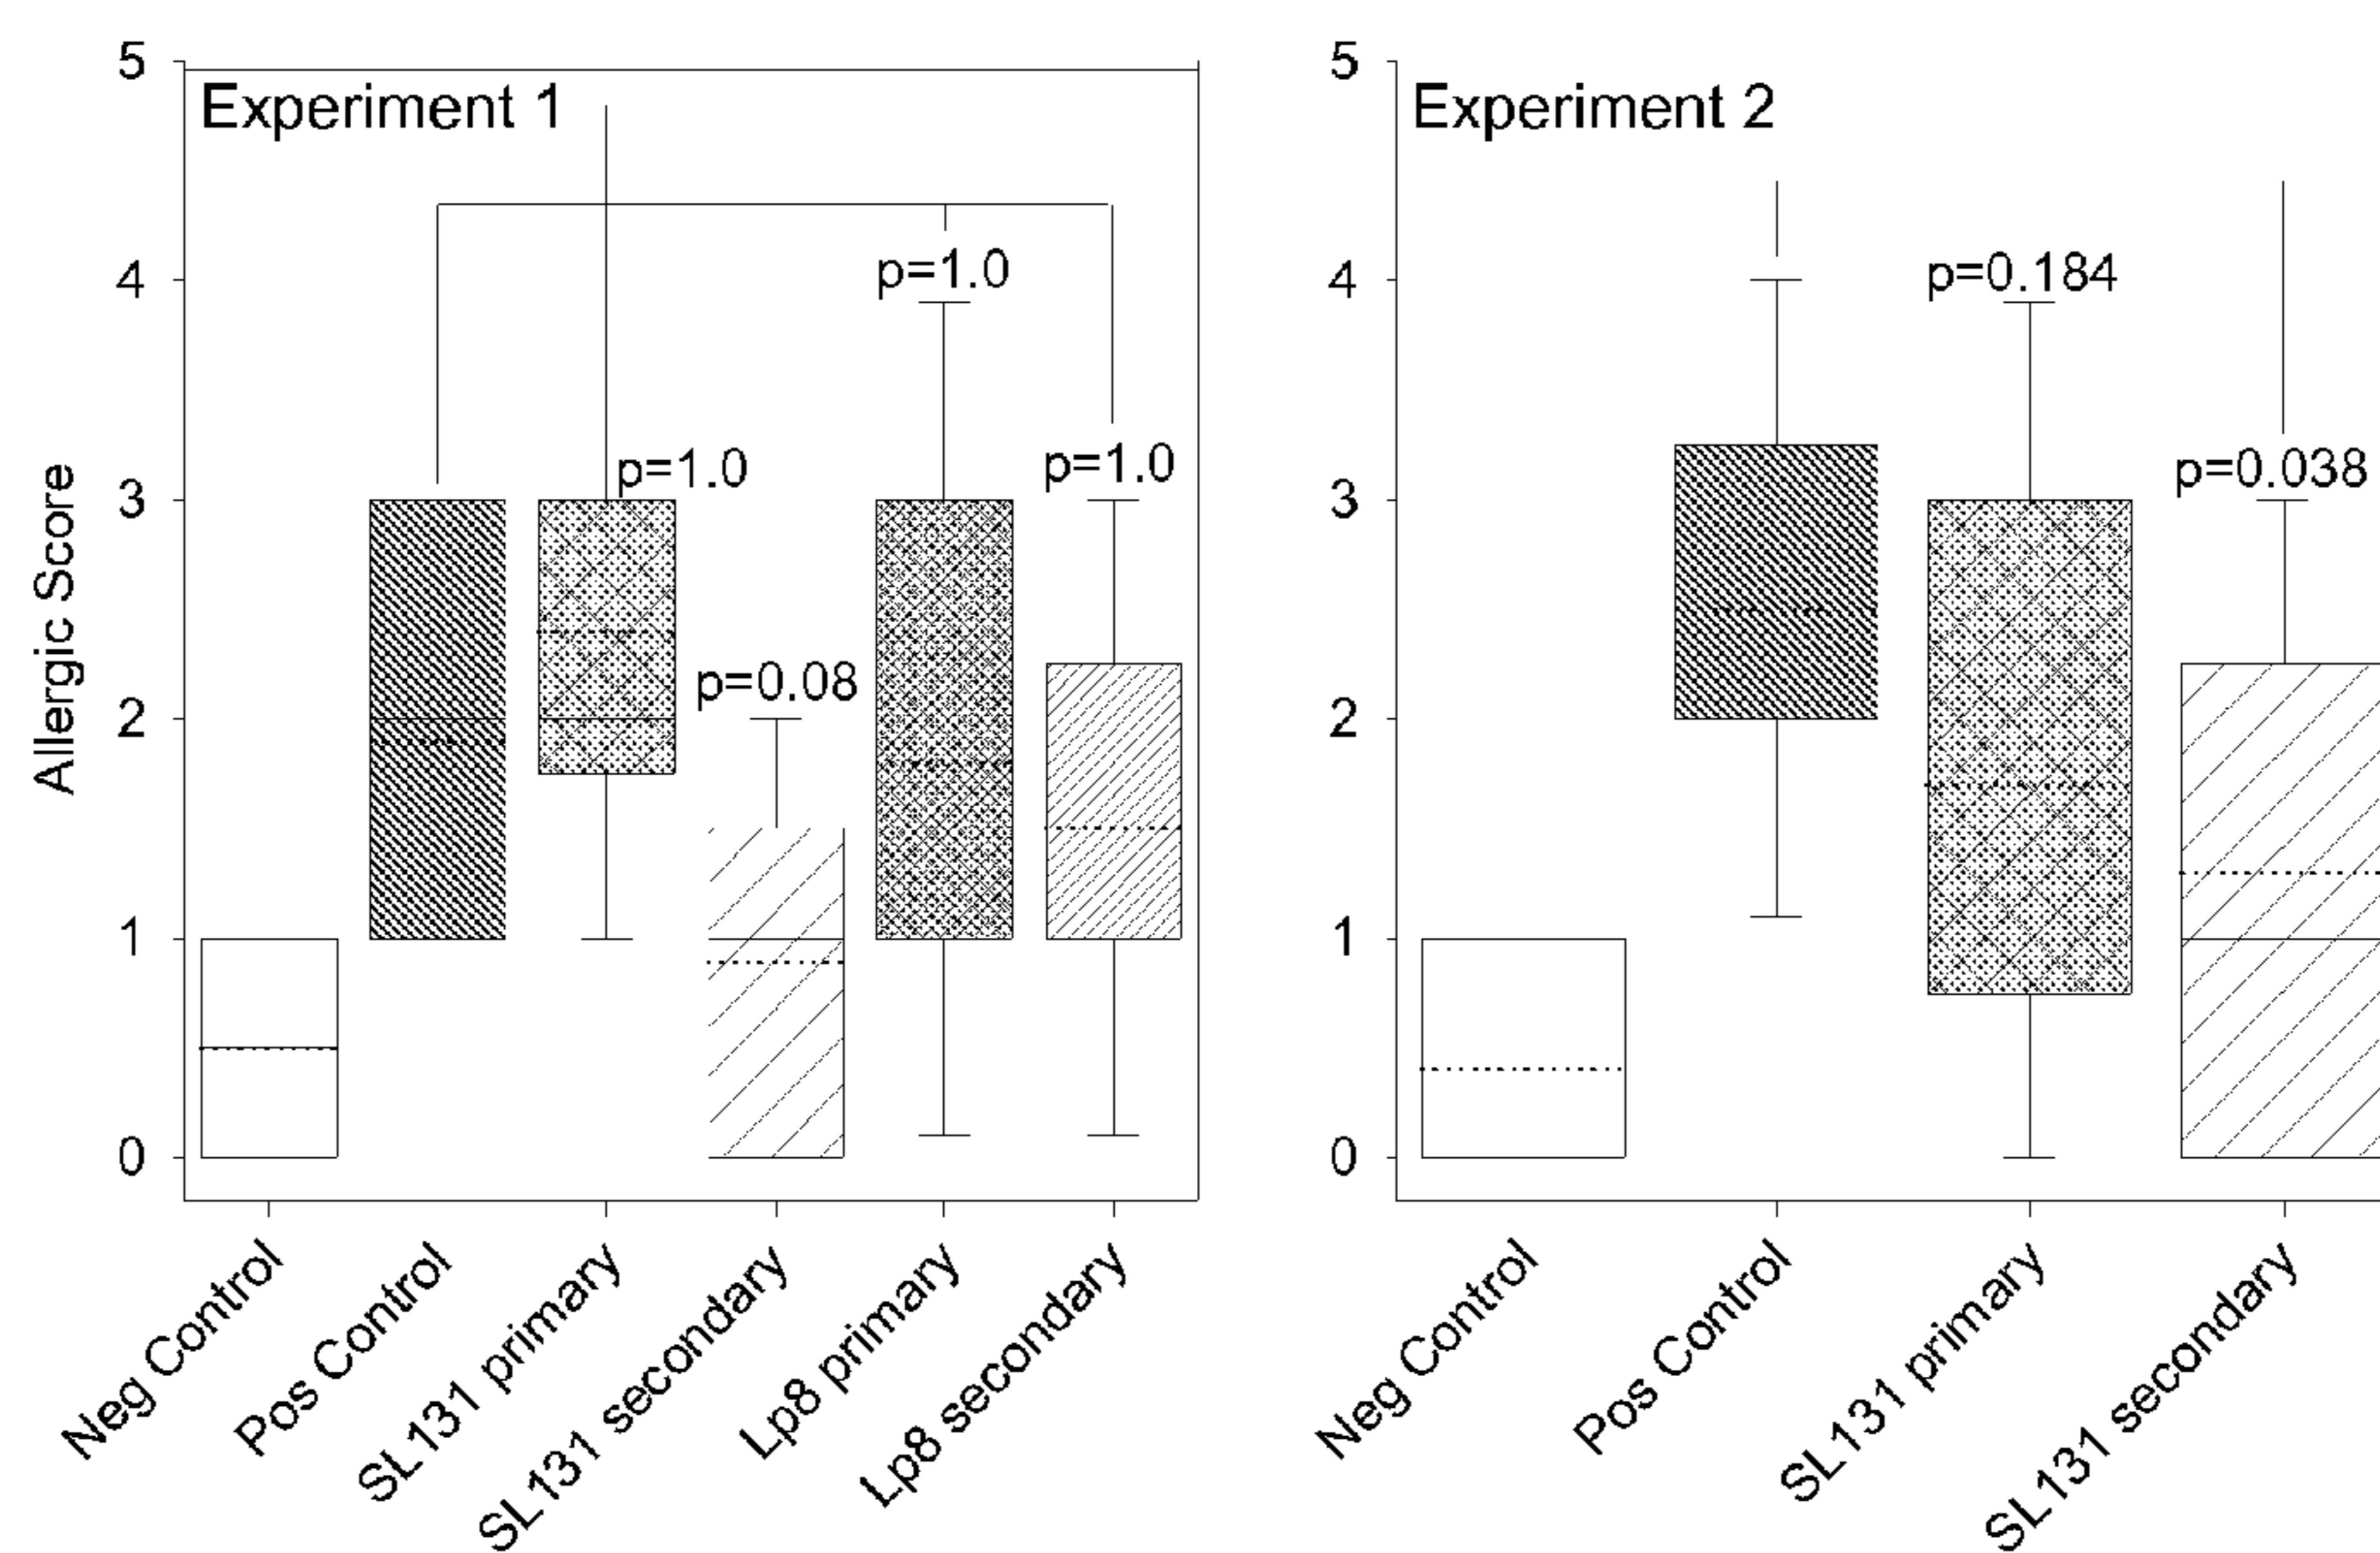 Experiment 1
Allergic Score
5
4
3
2
1
0
p=1.0
p=0.08
p=1.0
p=1.0
Neg Control
Pos Control
SL131 primary
SL131 secondary
Lp8 primary
Lp8 secondary
Experiment 2
5
4
3
2
1
0
p=0.184
p=0.038
Neg Control
Pos Control
SL131 primary
SL131 secondary